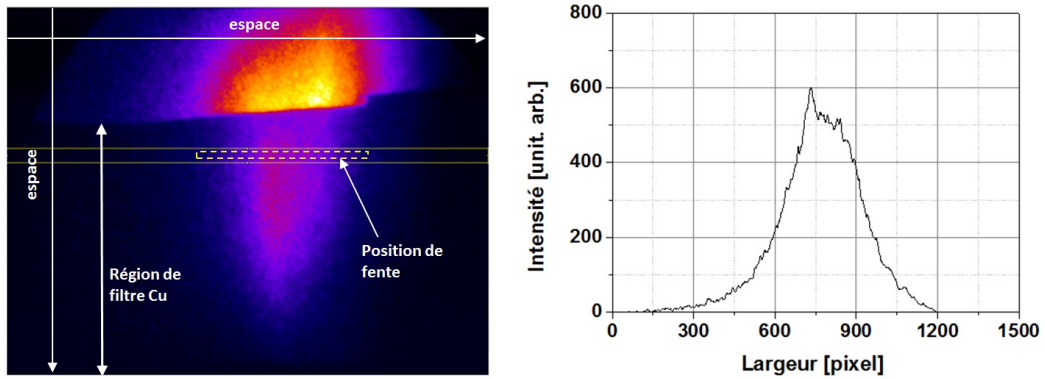 espace
espace
Position de
fente
Région de
filtre Cu
800
600
400
200
0
Intensité [unit. arb.]
0 300 600 900 1200 1500
Largeur [pixel]